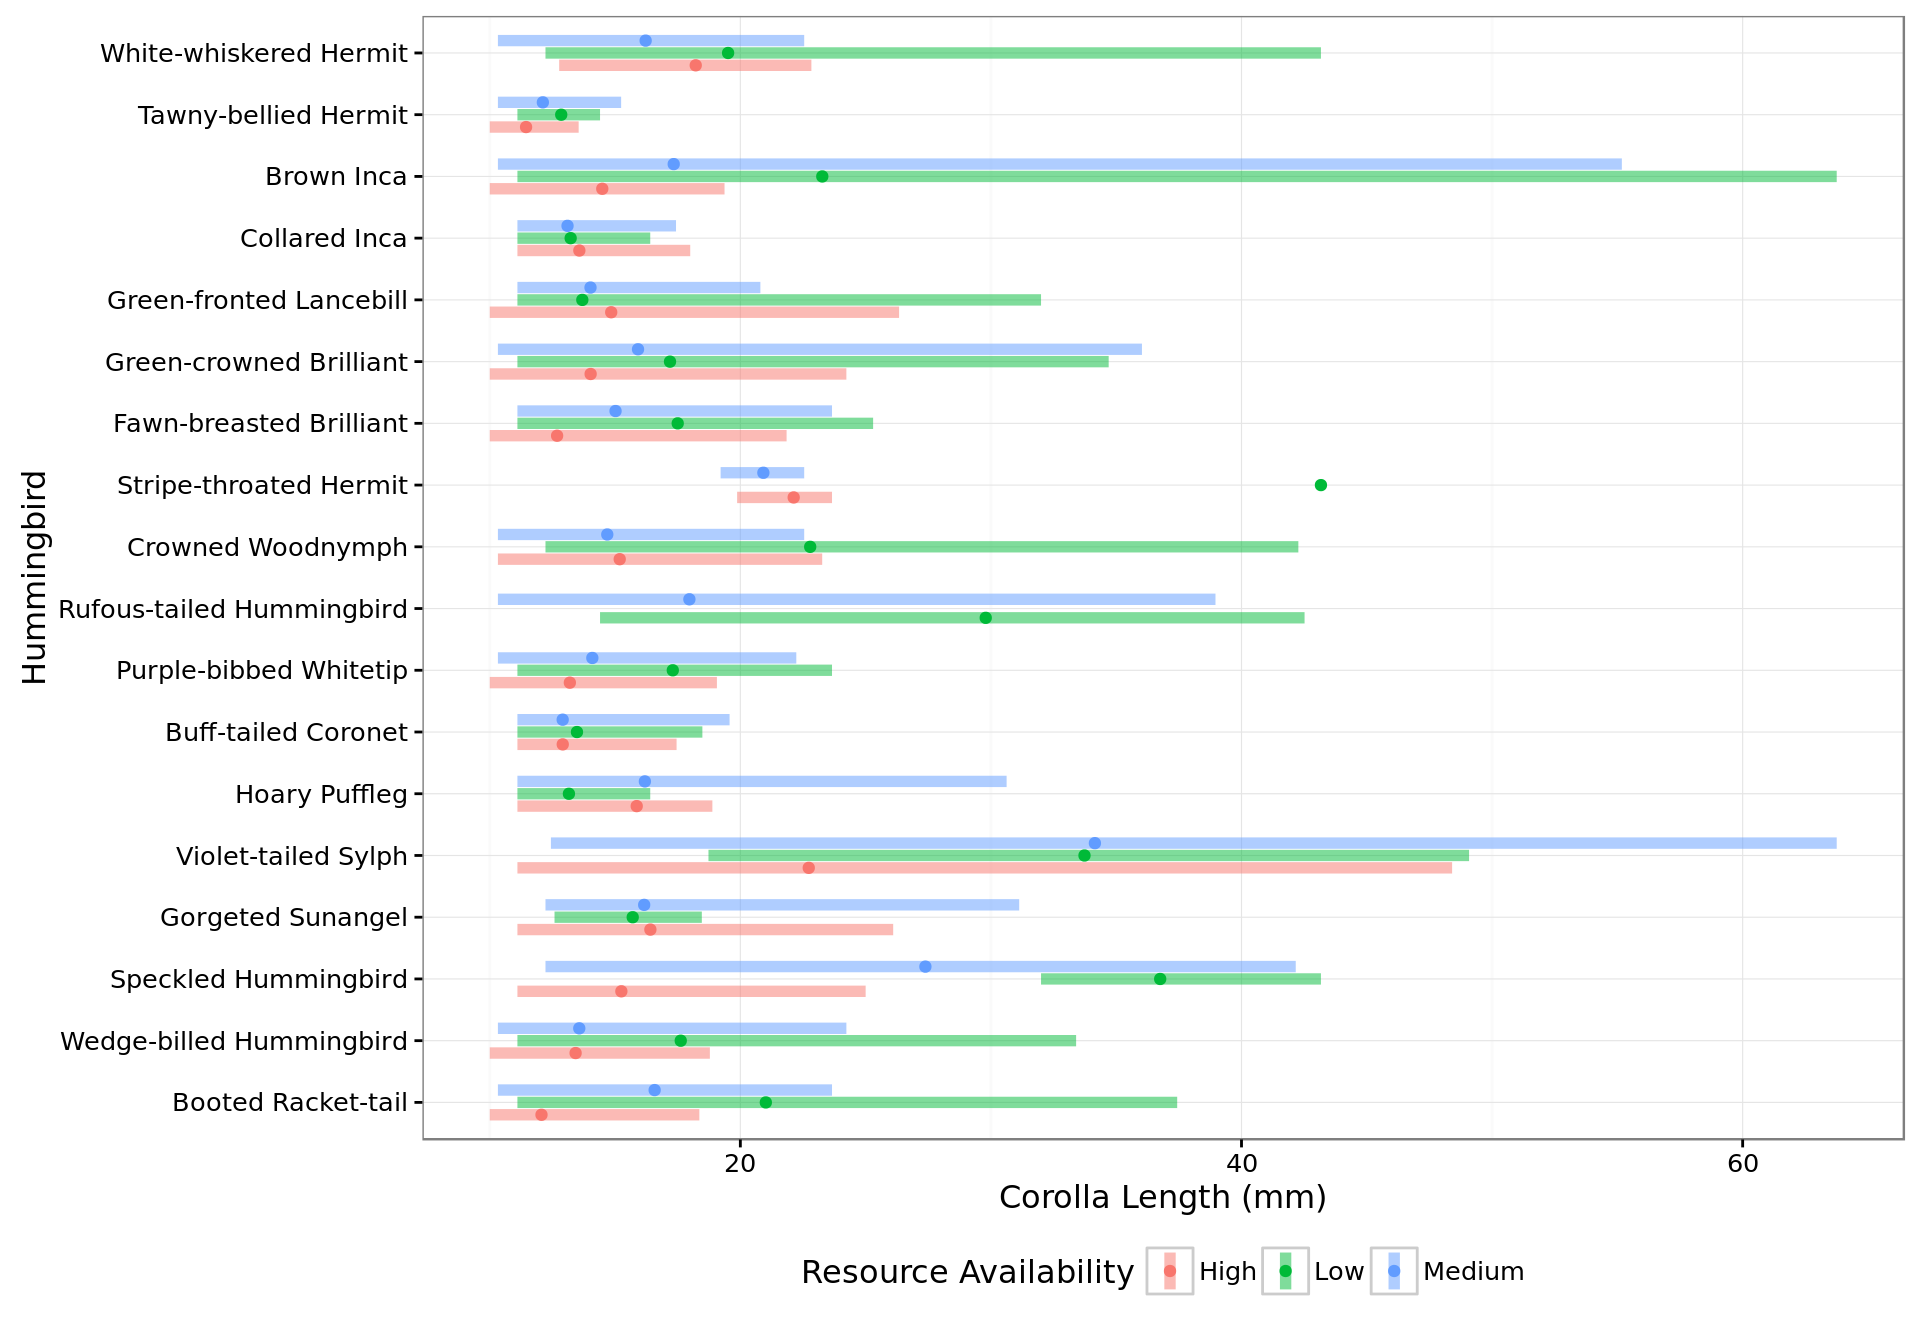 White-whiskered Hermit
Tawny-bellied Hermit
Brown Inca
Collared Inca
Green-fronted Lancebill
Green-crowned Brilliant
Fawn-breasted Brilliant
Stripe-throated Hermit
Crowned Woodnymph
Rufous-tailed Hummingbird
Purple-bibbed Whitetip
Buff-tailed Coronet
Hoary Puffleg
Violet-tailed Sylph
Gorgeted Sunangel
Speckled Hummingbird
Wedge-billed Hummingbird
Booted Racket-tail
Hummingbird
20 40 60
Corolla Length (mm)
Resource Availability High Low Medium